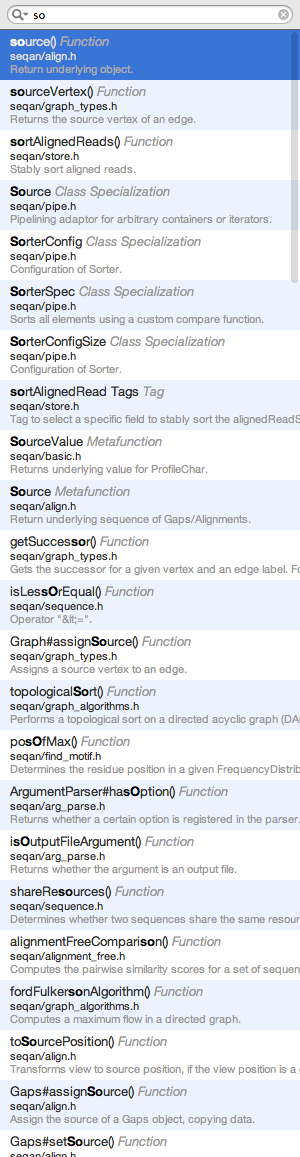 so
source() Function
seqan/align.h
Return underlying object.
sourceVertex() Function
seqan/graph_types.h
Returns the source vertex of an edge.
sortAlignedReads() Function
seqan/store.h
Stably sort aligned reads.
Source Class Specialization
seqan/pipe.h
Pipelining adaptor for arbitrary containers or iterators.
SorterConfig Class Specialization
seqan/pipe.h
Configuration of Sorter.
SorterSpec Class Specialization
seqan/pipe.h
Sorts all elements using a custom compare function.
SorterConfigSize Class Specialization
seqan/pipe.h
Configuration of Sorter.
sortAlignedRead Tags Tag
seqan/store.h
Tag to select a specific field to stably sort the alignedReadS
SourceValue Metafunction
seqan/basic.h
Returns underlying value for ProfileChar.
Source Metafunction
seqan/align.h
Return underlying sequence of Gaps/Alignments.
getSuccessor() Function
seqan/graph_types.h
Gets the successor for a given vertex and an edge label. Fo
isLessOrEqual() Function
seqan/sequence.h
Operator "&lt;=".
Graph#assignSource() Function
seqan/graph_types.h
Assigns a source vertex to an edge.
topologicalSort() Function
seqan/graph_algorithms.h
Performs a topological sort on a directed acyclic graph (DA
posOfMax() Function
seqan/find_motif.h
Determines the residue position in a given FrequencyDistrib
ArgumentParser#hasOption() Function
seqan/arg_parse.h
Returns whether a certain option is registered in the parser.
isOutputFileArgument() Function
seqan/arg_parse.h
Returns whether the argument is an output file.
shareResources() Function
seqan/sequence.h
Determines whether two sequences share the same resour
alignmentFreeComparison() Function
seqan/alignment_free.h
Computes the pairwise similarity scores for a set of sequen
fordFulkersonAlgorithm() Function
seqan/graph_algorithms.h
Computes a maximum flow in a directed graph.
toSourcePosition() Function
seqan/align.h
Transforms view to source position, if the view position is a
Gaps#assignSource() Function
seqan/align.h
Assign the source of a Gaps object, copying data.
Gaps#setSource() Function
seqan/align.h